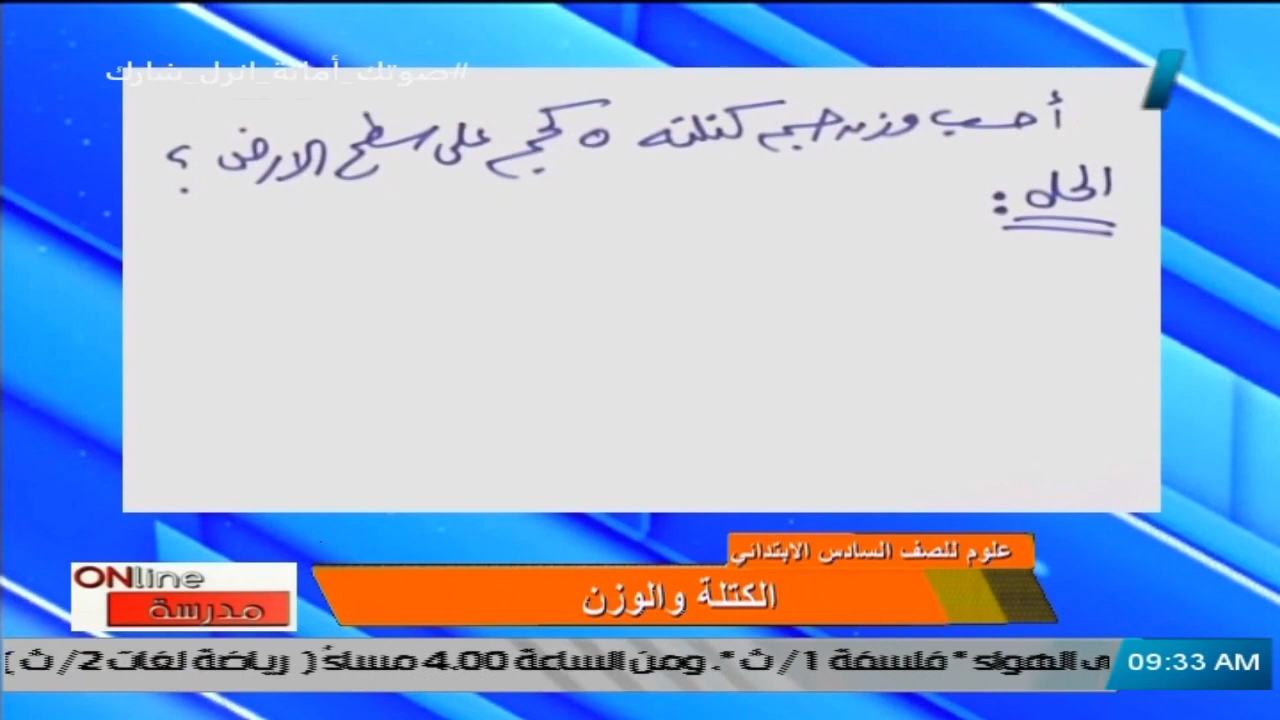 #صوتك_أمانة_انزل_شارك
أحسب وزن جسم كتلته ٥ كجم على سطح الارض ؟
الحل :
علوم للصف السادس الابتدائي
الكتلة والوزن
ONline
مدرسة
ى الهواء * فلسفة 1/ث *. ومن الساعة 4.00 مساءً ( رياضة لغات 2/ث )
09:33 AM